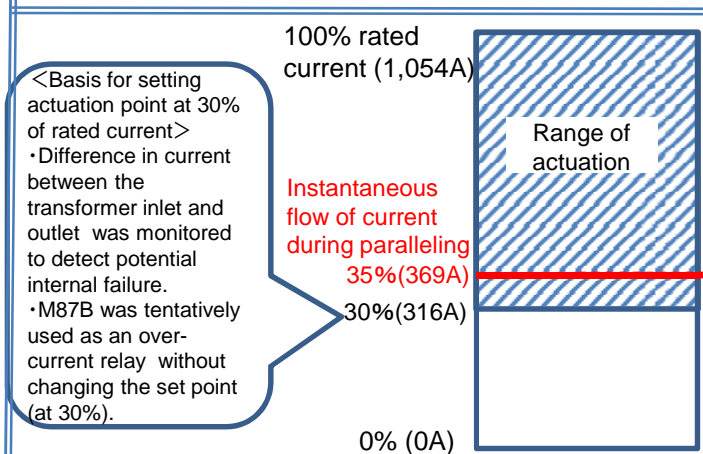 100% rated
current (1,054A)
<Basis for setting
actuation point at 30%
of rated current>
・Difference in current
between the
transformer inlet and
outlet was monitored
to detect potential
internal failure.
・M87B was tentatively
used as an over-
current relay without
changing the set point
(at 30%).
Range of
actuation
Instantaneous
flow of current
during paralleling
35%(369A)
30%(316A)
0% (0A)